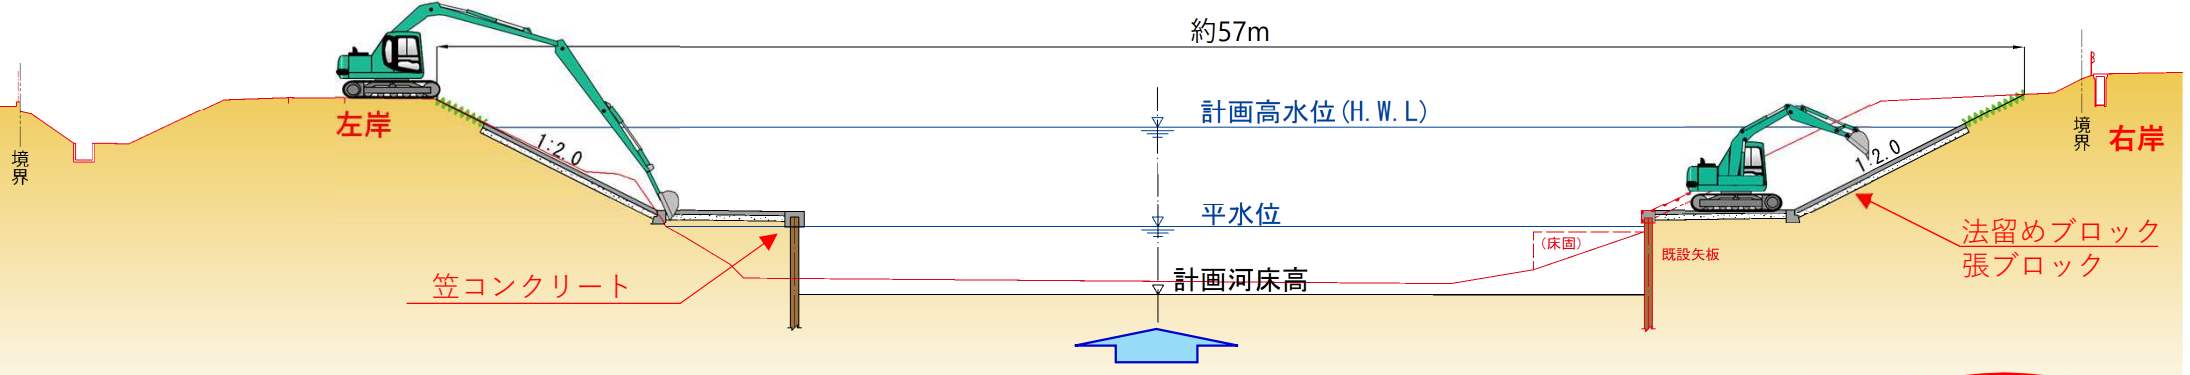 約57m
計画高水位(H.W.L)
左岸
境界
1:2.0
境界
右岸
1:2.0
平水位
法留めブロック
張ブロック
(床固)
既設矢板
笠コンクリート
計画河床高